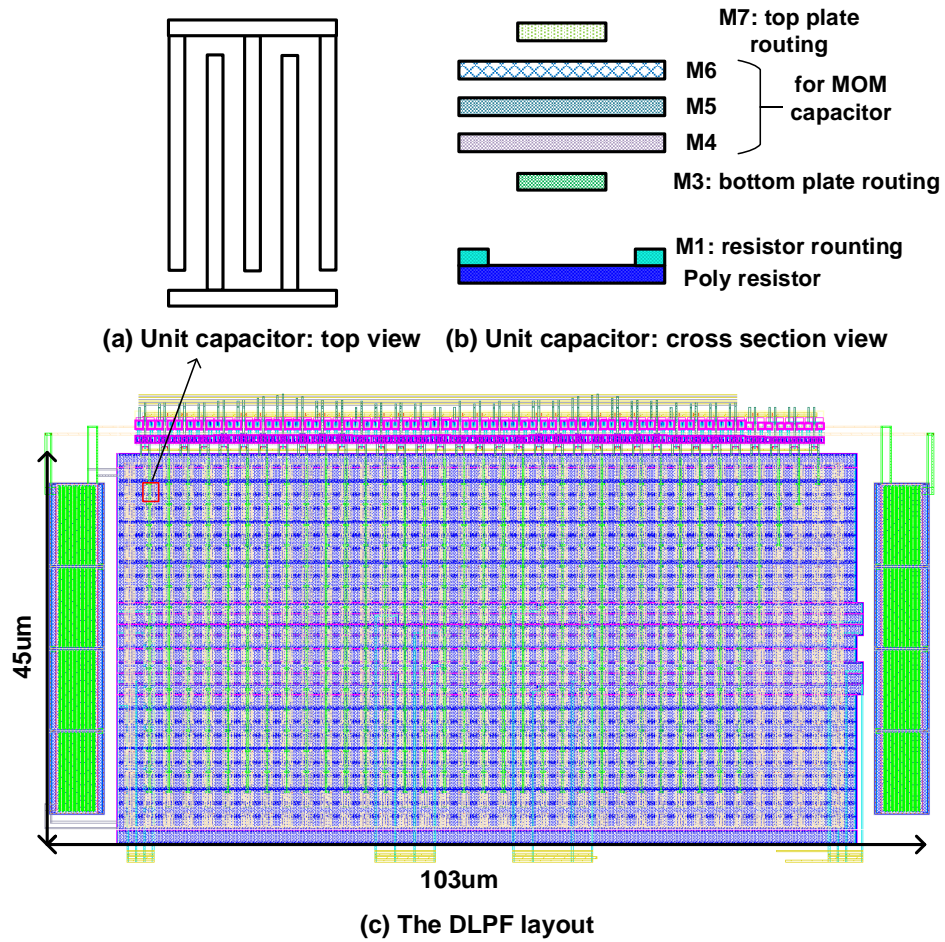 M7: top plate
routing
M6
M5
M4
for MOM
capacitor
M3: bottom plate routing
M1: resistor rounting
Poly resistor
(a) Unit capacitor: top view
(b) Unit capacitor: cross section view
45um
103um
(c) The DLPF layout